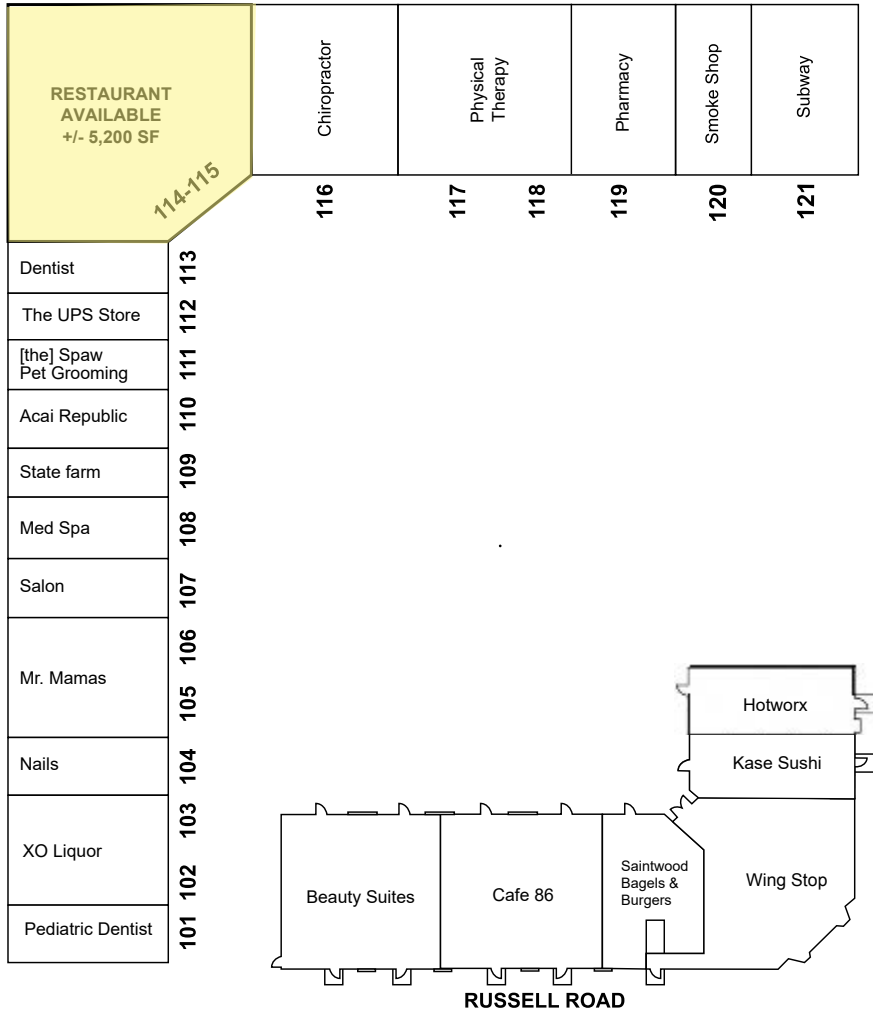 RESTAURANT
AVAILABLE
+/- 5,200 SF
114-115
Chiropractor
Physical
Therapy
Pharmacy
Smoke Shop
Subway
116
117
118
119
120
121
Dentist
113
The UPS Store
112
[the] Spaw
Pet Grooming
111
Acai Republic
110
State farm
109
Med Spa
108
Salon
107
Mr. Mamas
106
105
Nails
104
XO Liquor
103
102
Pediatric Dentist
101
Hotworx
Kase Sushi
Wing Stop
Saintwood
Bagels &
Burgers
Cafe 86
Beauty Suites
RUSSELL ROAD